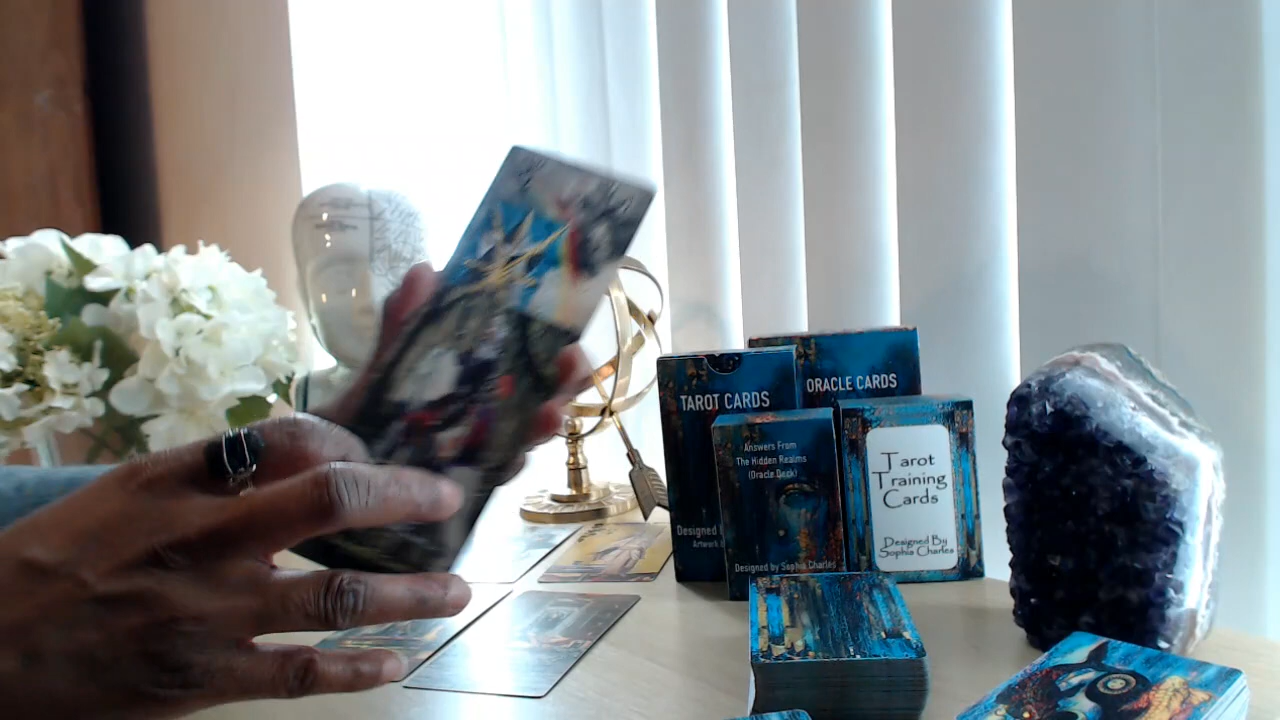 TAROT CARDS
Designed
Artwork
ORACLE CARDS
Answers From
The Hidden Realms
(Oracle Deck)
Designed by Sophia Charles
Tarot
Training
Cards
Designed By
Sophia Charles